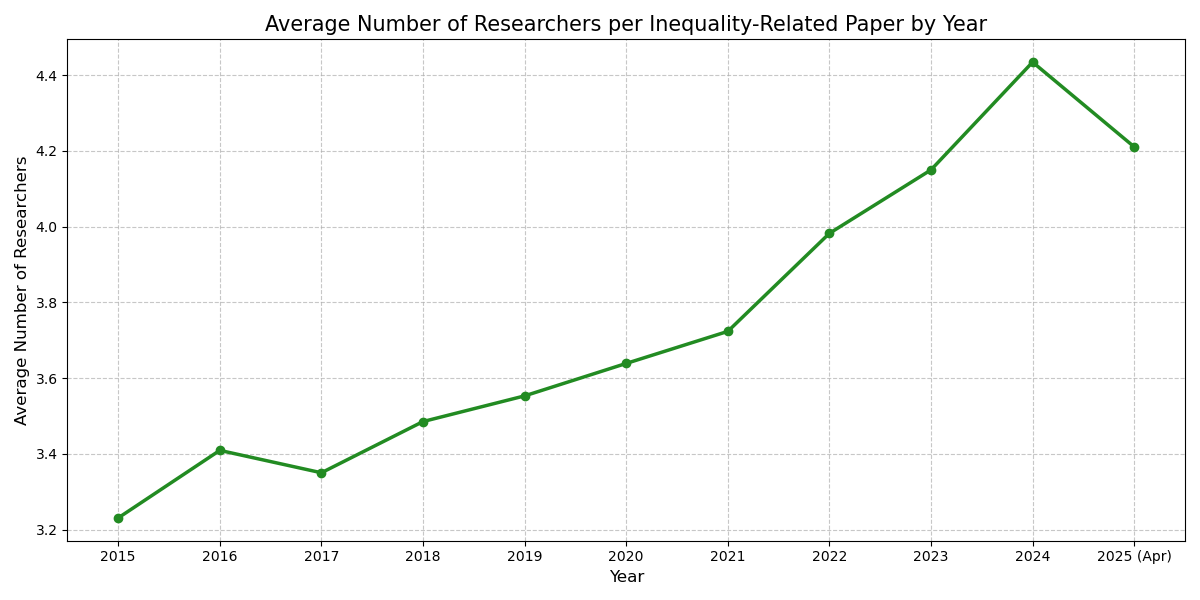 Average Number of Researchers per Inequality-Related Paper by Year
Average Number of Researchers
4.4
4.2
4.0
3.8
3.6
3.4
3.2
2015 2016 2017 2018 2019 2020 2021 2022 2023 2024 2025 (Apr)
Year